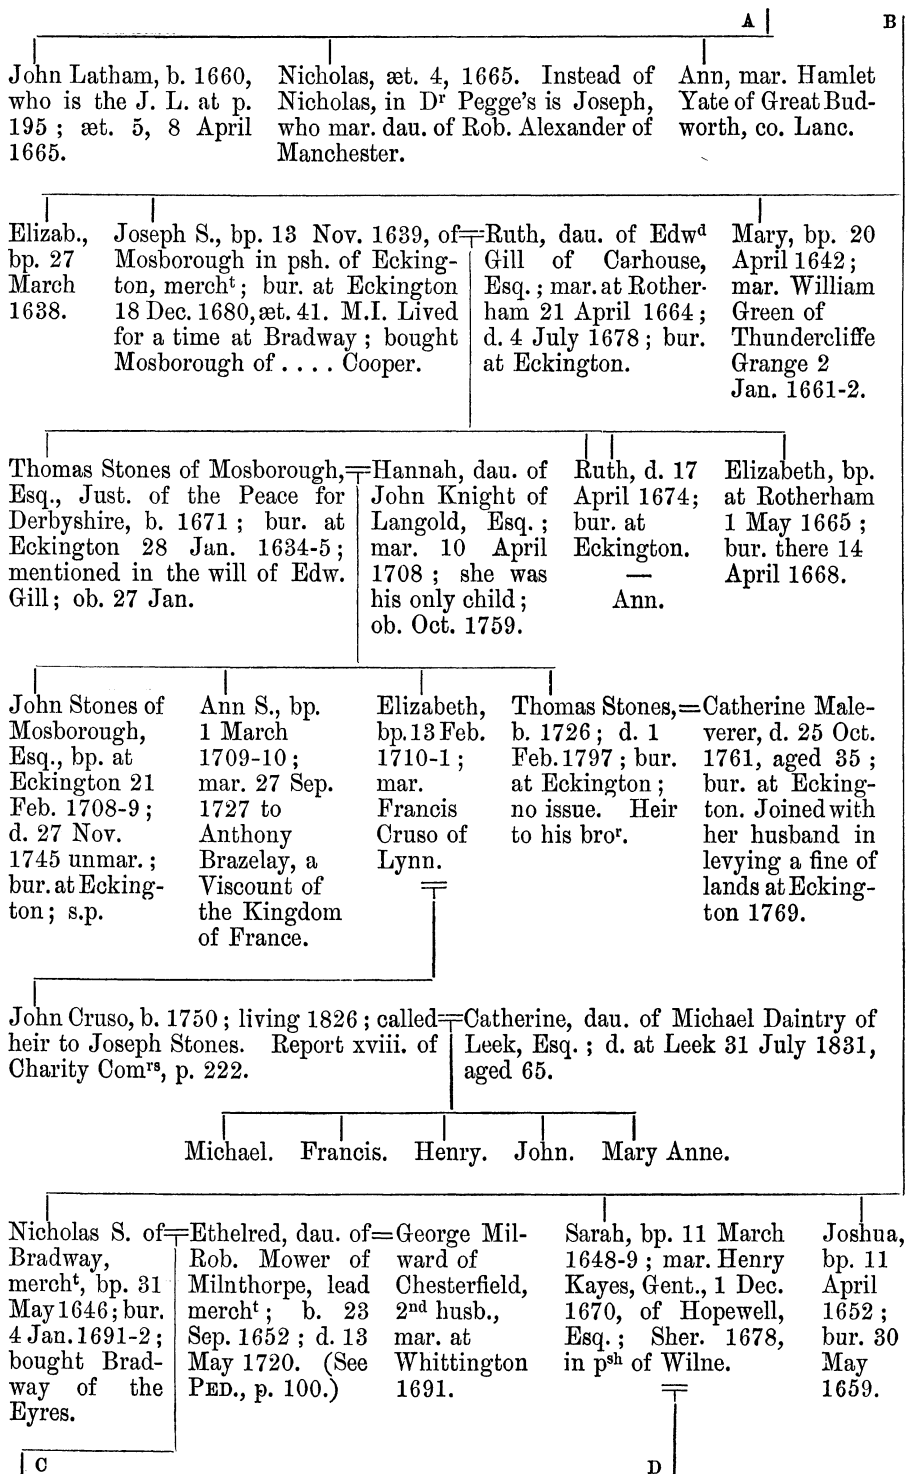 A B
John Latham, b. 1660,
who is the J. L. at p.
195 ; æt. 5, 8 April
1665.
Nicholas, æt. 4, 1665. Instead of
Nicholas, in Dʳ Pegge's is Joseph,
who mar. dau. of Rob. Alexander of
Manchester.
Ann, mar. Hamlet
Yate of Great Bud-
worth, co. Lanc.
Elizab.,
bp. 27
March
1638.
Joseph S., bp. 13 Nov. 1639, of
Mosborough in psh. of Ecking-
ton, mercht; bur. at Eckington
18 Dec. 1680, æt. 41. M.I. Lived
for a time at Bradway ; bought
Mosborough of . . . . Cooper.
=Ruth, dau. of Edwᵈ
Gill of Carhouse,
Esq. ; mar. at Rother-
ham 21 April 1664 ;
d. 4 July 1678 ; bur.
at Eckington.
Mary, bp. 20
April 1642 ;
mar. William
Green of
Thundercliffe
Grange 2
Jan. 1661-2.
Thomas Stones of Mosborough,
Esq., Just. of the Peace for
Derbyshire, b. 1671 ; bur. at
Eckington 28 Jan. 1634-5 ;
mentioned in the will of Edw.
Gill ; ob. 27 Jan.
=Hannah, dau. of
John Knight of
Langold, Esq. ;
mar. 10 April
1708 ; she was
his only child ;
ob. Oct. 1759.
Ruth, d. 17
April 1674;
bur. at
Eckington.
—
Ann.
Elizabeth, bp.
at Rotherham
1 May 1665 ;
bur. there 14
April 1668.
John Stones of
Mosborough,
Esq., bp. at
Eckington 21
Feb. 1708-9 ;
d. 27 Nov.
1745 unmar. ;
bur. at Ecking-
ton ; s.p.
Ann S., bp.
1 March
1709-10 ;
mar. 27 Sep.
1727 to
Anthony
Brazelay, a
Viscount of
the Kingdom
of France.
Elizabeth,
bp. 13 Feb.
1710-1 ;
mar.
Francis
Cruso of
Lynn.
Thomas Stones,
b. 1726 ; d. 1
Feb. 1797 ; bur.
at Eckington ;
no issue. Heir
to his broʳ.
=Catherine Male-
verer, d. 25 Oct.
1761, aged 35 ;
bur. at Ecking-
ton. Joined with
her husband in
levying a fine of
lands at Ecking-
ton 1769.
John Cruso, b. 1750 ; living 1826 ; called
heir to Joseph Stones. Report xviii. of
Charity Comʳˢ, p. 222.
=Catherine, dau. of Michael Daintry of
Leek, Esq. ; d. at Leek 31 July 1831,
aged 65.
Michael. Francis. Henry. John. Mary Anne.
Nicholas S. of
Bradway,
mercht, bp. 31
May 1646; bur.
4 Jan. 1691-2 ;
bought Brad-
way of the
Eyres.
=Ethelred, dau. of
Rob. Mower of
Milnthorpe, lead
mercht ; b. 23
Sep. 1652 ; d. 13
May 1720. (See
PED., p. 100.)
=George Mil-
ward of
Chesterfield,
2ⁿᵈ husb.,
mar. at
Whittington
1691.
Sarah, bp. 11 March
1648-9 ; mar. Henry
Kayes, Gent., 1 Dec.
1670, of Hopewell,
Esq. ; Sher. 1678,
in pˢʰ of Wilne.
Joshua,
bp. 11
April
1652 ;
bur. 30
May
1659.
C D